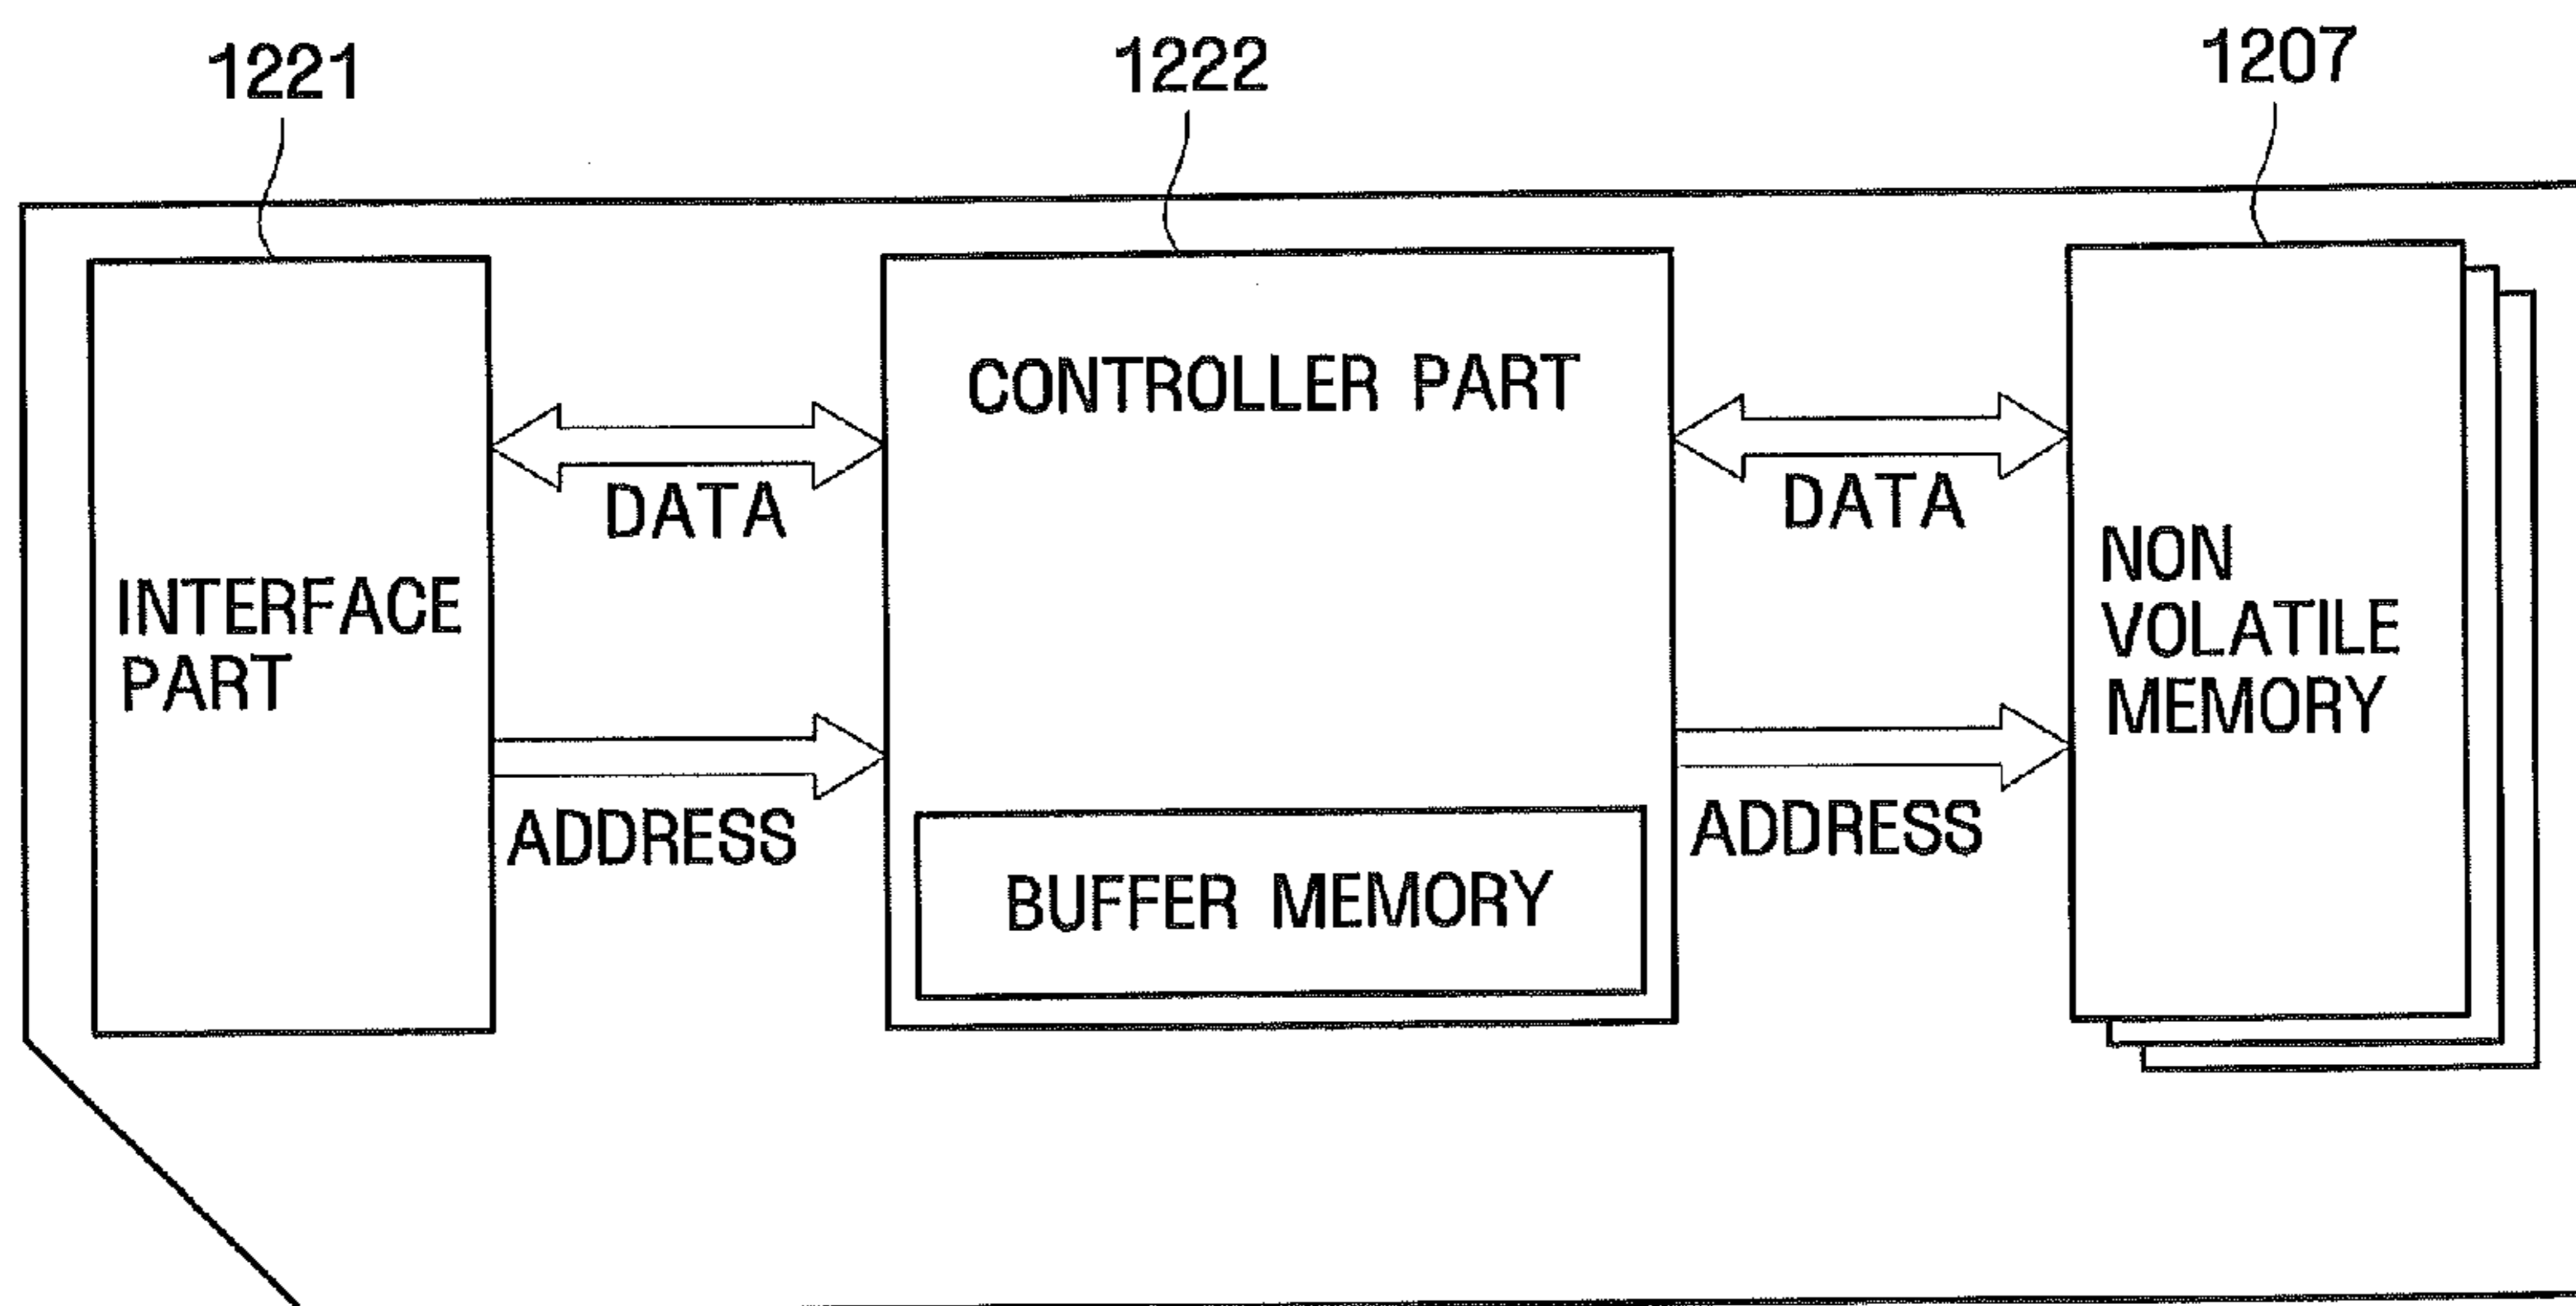 1221
1222
1207
CONTROLLER PART
DATA
DATA
INTERFACE
PART
NON
VOLATILE
MEMORY
ADDRESS
ADDRESS
BUFFER MEMORY